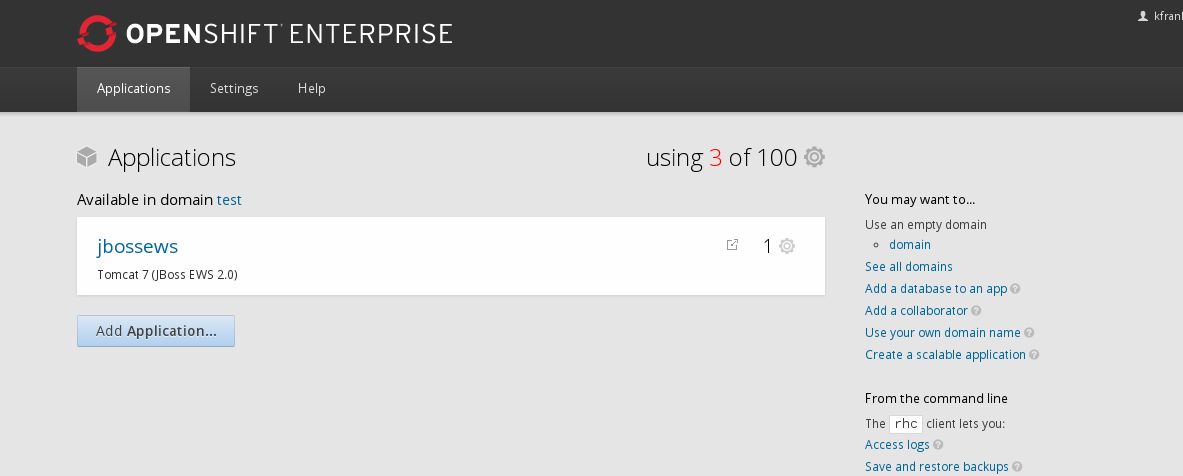 OPENSHIFT ENTERPRISE
Applications
Settings
Help
Applications
using 3 of 100
Available in domain test
jbossews
1
Tomcat 7 (JBoss EWS 2.0)
Add Application...
You may want to...
Use an empty domain
domain
See all domains
Add a database to an app
Add a collaborator
Use your own domain name
Create a scalable application
From the command line
The rhc client lets you:
Access logs
Save and restore backups